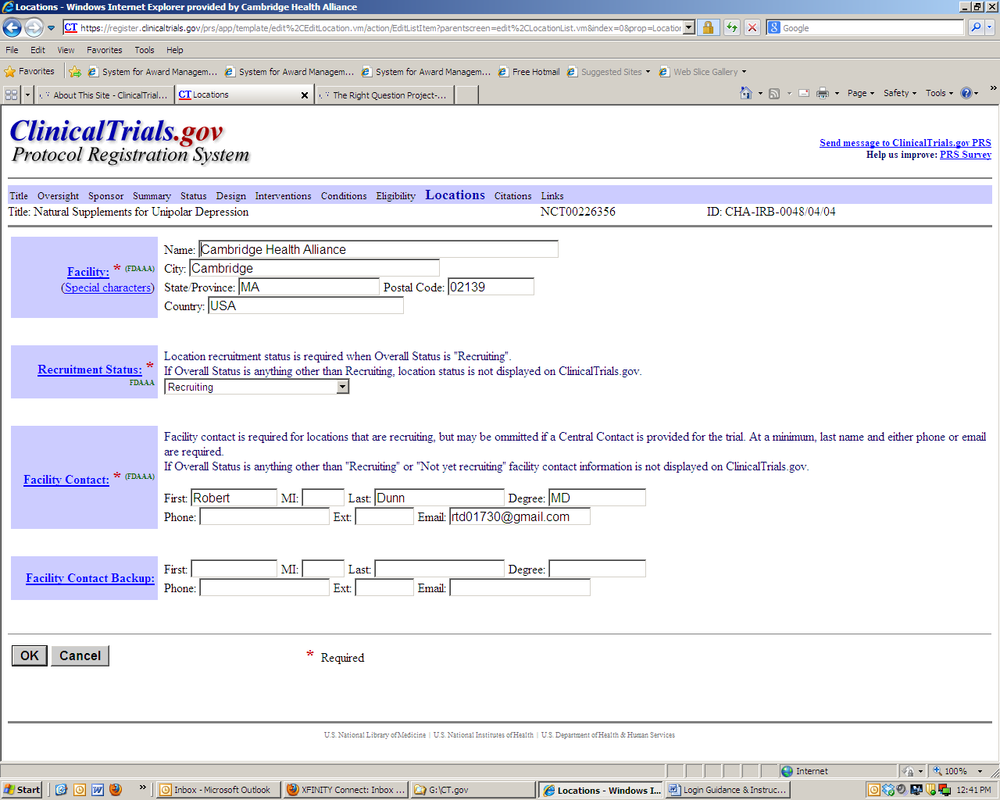 Locations - Windows Internet Explorer provided by Cambridge Health Alliance
CT https://register.clinicaltrials.gov/prs/app/template/edit%2CEditLocation.vm/action/EditListItem?parentscreen=edit%2CLocationList.vm&index=0&prop=Location
Google
File Edit View Favorites Tools Help
Favorites System for Award Managem... System for Award Managem... System for Award Managem... Free Hotmail Suggested Sites Web Slice Gallery
About This Site - ClinicalTrial... CT Locations The Right Question Project-... Page Safety Tools
ClinicalTrials.gov
Protocol Registration System
Send message to ClinicalTrials.gov PRS
Help us improve: PRS Survey
Title Oversight Sponsor Summary Status Design Interventions Conditions Eligibility Locations Citations Links
Title: Natural Supplements for Unipolar Depression NCT00226356 ID: CHA-IRB-0048/04/04
Facility: * (FDAAA)
(Special characters)
Name: Cambridge Health Alliance
City: Cambridge
State/Province: MA Postal Code: 02139
Country: USA
Recruitment Status: *
FDAAA
Location recruitment status is required when Overall Status is "Recruiting".
If Overall Status is anything other than Recruiting, location status is not displayed on ClinicalTrials.gov.
Recruiting
Facility Contact: * (FDAAA)
Facility contact is required for locations that are recruiting, but may be ommitted if a Central Contact is provided for the trial. At a minimum, last name and either phone or email
are required.
If Overall Status is anything other than "Recruiting" or "Not yet recruiting" facility contact information is not displayed on ClinicalTrials.gov.
First: Robert MI: Last: Dunn Degree: MD
Phone: Ext: Email: rtd01730@gmail.com
Facility Contact Backup:
First: MI: Last: Degree:
Phone: Ext: Email:
OK Cancel * Required
U.S. National Library of Medicine | U.S. National Institutes of Health | U.S. Department of Health & Human Services
Internet 100%
Start Inbox - Microsoft Outlook XFINITY Connect: Inbox ... G:\CT.gov Locations - Windows I... Login Guidance & Instruc... 12:41 PM